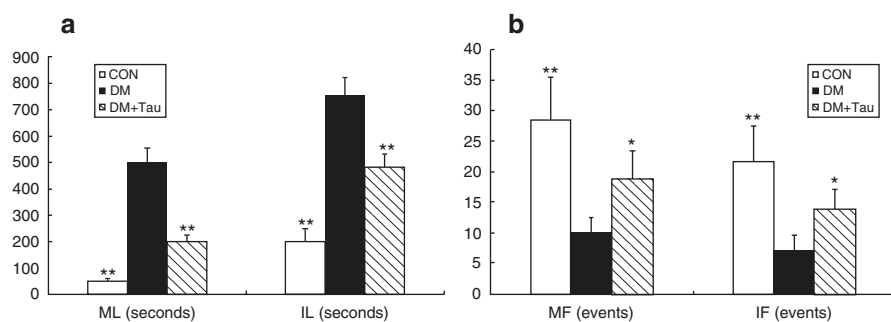 a
900
800
700
600
500
400
300
200
100
0
CON
DM
DM+Tau
**
**
**
**
ML (seconds)
IL (seconds)
b
40
35
30
25
20
15
10
5
0
CON
DM
DM+Tau
**
*
**
*
MF (events)
IF (events)